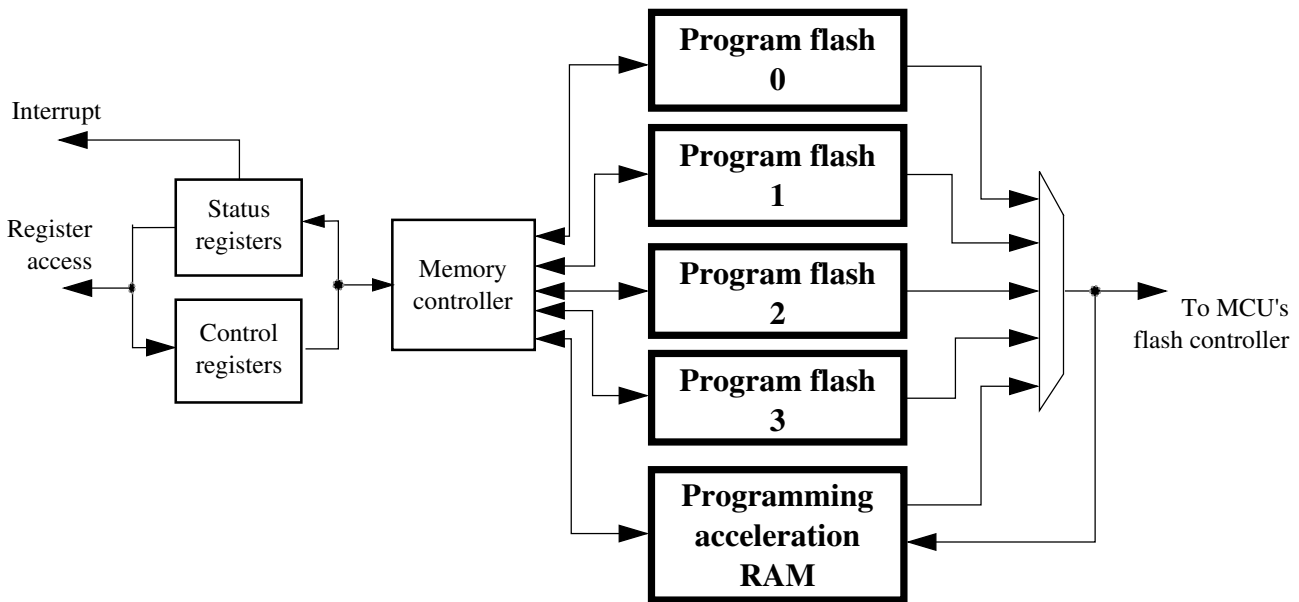 Interrupt
Register
access
Status
registers
Control
registers
Memory
controller
Program flash
0
Program flash
1
Program flash
2
Program flash
3
Programming
acceleration
RAM
To MCU's
flash controller